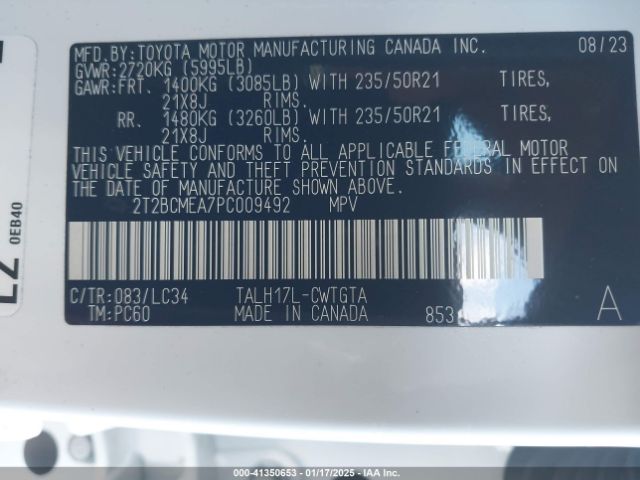 MFD.BY: TOYOTA MOTOR MANUFACTURING CANADA INC. 08/23
GVWR:2720KG (5995LB)
GAWR:FRT. 1400KG (3085LB) WITH 235/50R21 TIRES,
21X8J RIMS.
RR. 1480KG (3260LB) WITH 235/50R21 TIRES,
21X8J RIMS.
THIS VEHICLE CONFORMS TO ALL APPLICABLE FEDERAL MOTOR
VEHICLE SAFETY AND THEFT PREVENTION STANDARDS IN EFFECT ON
THE DATE OF MANUFACTURE SHOWN ABOVE.
2T2BCMEA7PC009492 MPV
C/TR:083/LC34 TALH17L-CWTGTA A
TM:PC60 MADE IN CANADA
0EB40
000-41350653 - 01/17/2025 - IAA Inc.